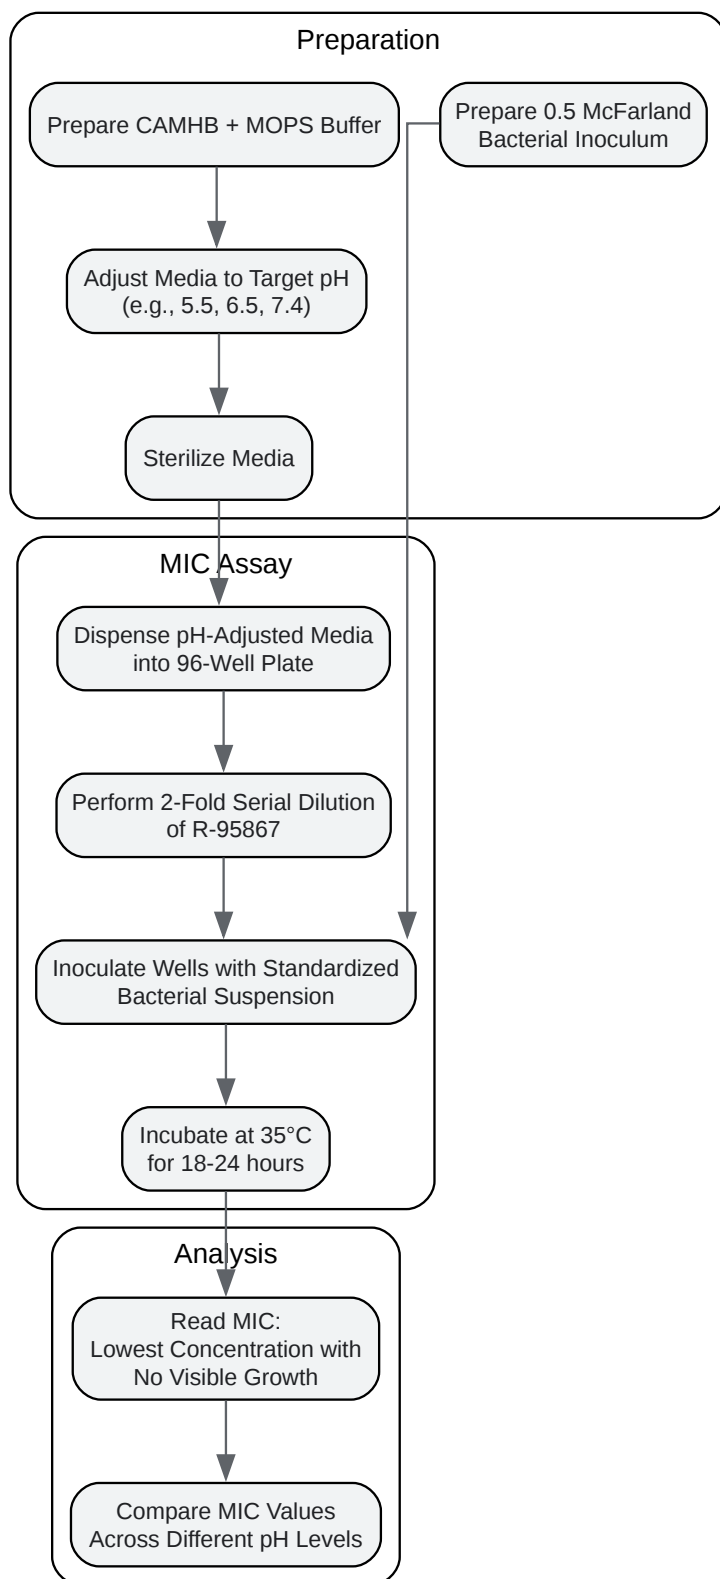 Preparation
Prepare CAMHB + MOPS Buffer
Prepare 0.5 McFarland
Bacterial Inoculum
Adjust Media to Target pH
(e.g., 5.5, 6.5, 7.4)
Sterilize Media
MIC Assay
Dispense pH-Adjusted Media
into 96-Well Plate
Perform 2-Fold Serial Dilution
of R-95867
Inoculate Wells with Standardized
Bacterial Suspension
Incubate at 35°C
for 18-24 hours
Analysis
Read MIC:
Lowest Concentration with
No Visible Growth
Compare MIC Values
Across Different pH Levels